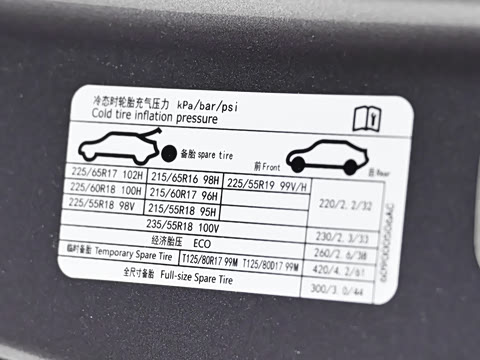 冷态时轮胎充气压力 kPa/bar/psi
Cold tire inflation pressure
备胎 spare tire 前 Front 后 Rear
225/65R17 102H 215/65R16 98H 225/55R19 99V/H 220/2.2/32
225/60R18 100H 215/60R17 96H
225/55R18 98V 215/55R18 95H
235/55R18 100V 230/2.3/33
经济胎压 ECO 260/2.6/38
临时备胎 Temporary Spare Tire T125/80R17 99M T125/80D17 99M 420/4.2/61
全尺寸备胎 Full-size Spare Tire 300/3.0/44